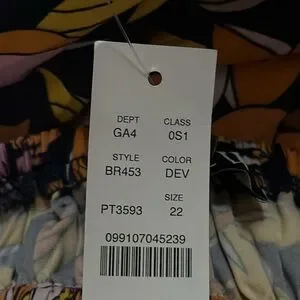 DEPT CLASS
GA4 0S1
STYLE COLOR
BR453 DEV
SIZE
PT3593 22
099107045239